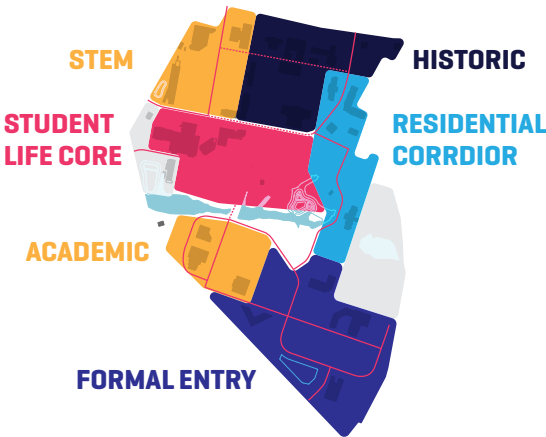 STEM
HISTORIC
STUDENT
LIFE CORE
RESIDENTIAL
CORRDIOR
ACADEMIC
FORMAL ENTRY